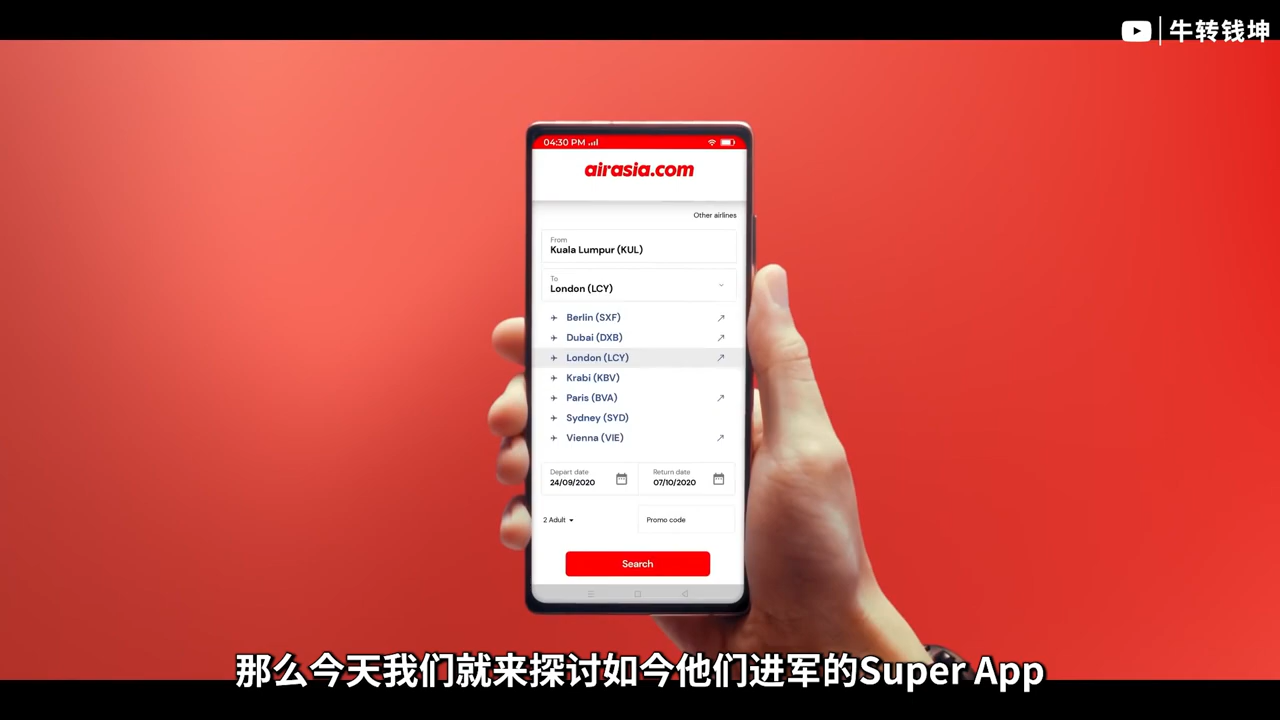 牛转钱坤
04:30 PM
airasia.com
Other airlines
From
Kuala Lumpur (KUL)
To
London (LCY)
Berlin (SXF)
Dubai (DXB)
London (LCY)
Krabi (KBV)
Paris (BVA)
Sydney (SYD)
Vienna (VIE)
Depart date
24/09/2020
Return date
07/10/2020
2 Adult
Promo code
Search
那么今天我们就来探讨如今他们进军的Super App